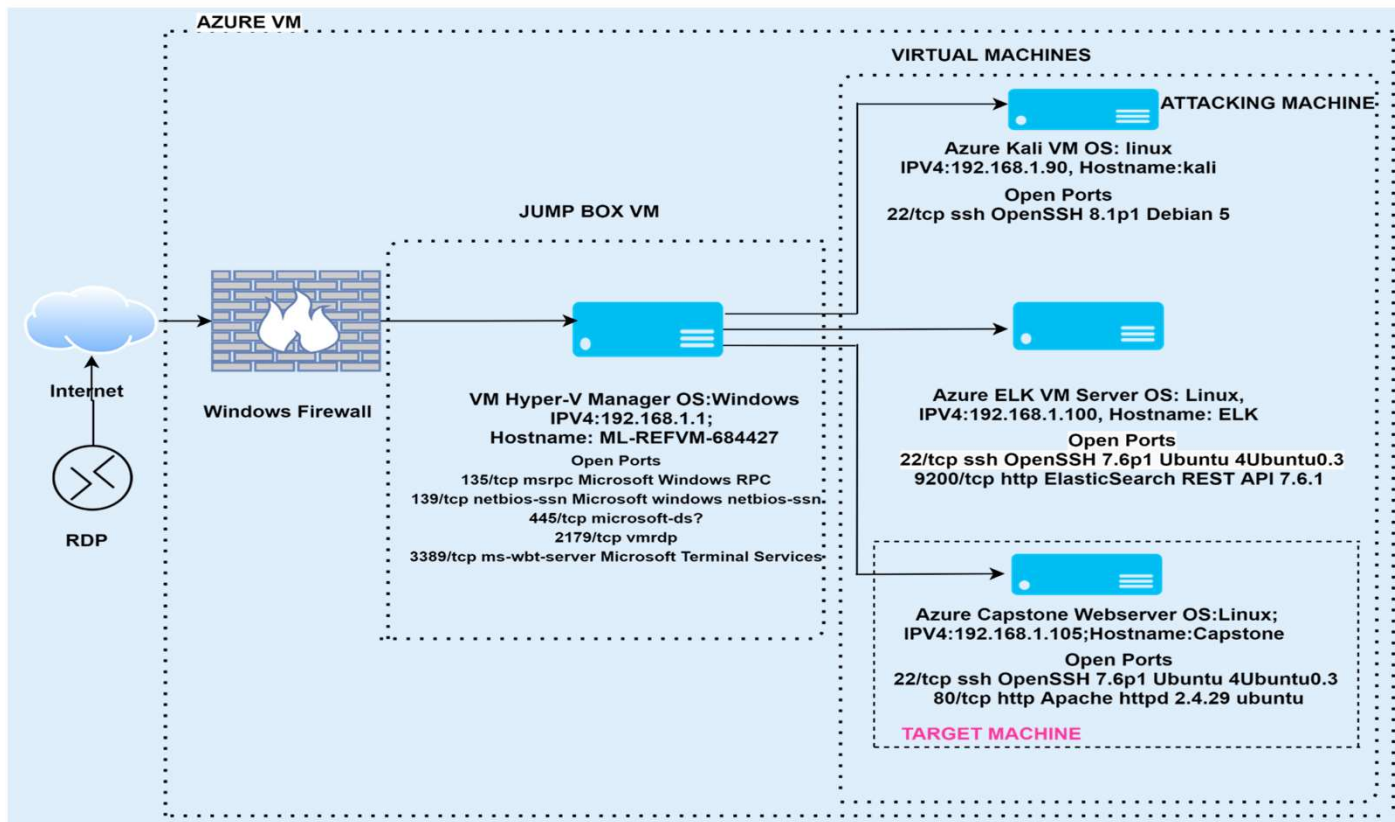 AZURE VM
VIRTUAL MACHINES
ATTACKING MACHINE
Azure Kali VM OS: linux
IPV4:192.168.1.90, Hostname:kali
Open Ports
22/tcp ssh OpenSSH 8.1p1 Debian 5
JUMP BOX VM
Internet
Windows Firewall
RDP
VM Hyper-V Manager OS:Windows
IPV4:192.168.1.1;
Hostname: ML-REFVM-684427
Open Ports
135/tcp msrpc Microsoft Windows RPC
139/tcp netbios-ssn Microsoft windows netbios-ssn
445/tcp microsoft-ds?
2179/tcp vmrdp
3389/tcp ms-wbt-server Microsoft Terminal Services
Azure ELK VM Server OS: Linux,
IPV4:192.168.1.100, Hostname: ELK
Open Ports
22/tcp ssh OpenSSH 7.6p1 Ubuntu 4Ubuntu0.3
9200/tcp http ElasticSearch REST API 7.6.1
Azure Capstone Webserver OS:Linux;
IPV4:192.168.1.105;Hostname:Capstone
Open Ports
22/tcp ssh OpenSSH 7.6p1 Ubuntu 4Ubuntu0.3
80/tcp http Apache httpd 2.4.29 ubuntu
TARGET MACHINE